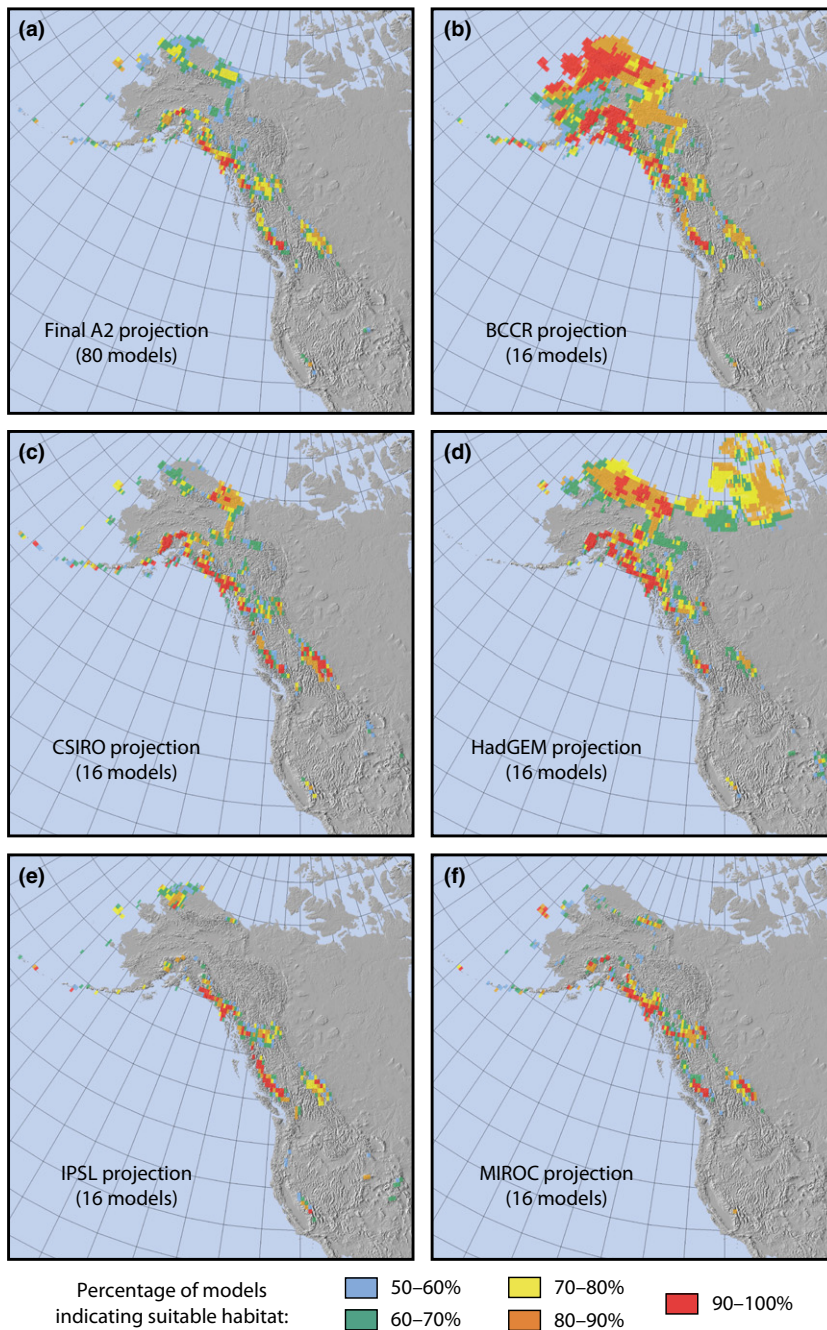 (a)
Final A2 projection
(80 models)
(b)
BCCR projection
(16 models)
(c)
CSIRO projection
(16 models)
(d)
HadGEM projection
(16 models)
(e)
IPSL projection
(16 models)
(f)
MIROC projection
(16 models)
Percentage of models
indicating suitable habitat:
50–60%
60–70%
70–80%
80–90%
90–100%